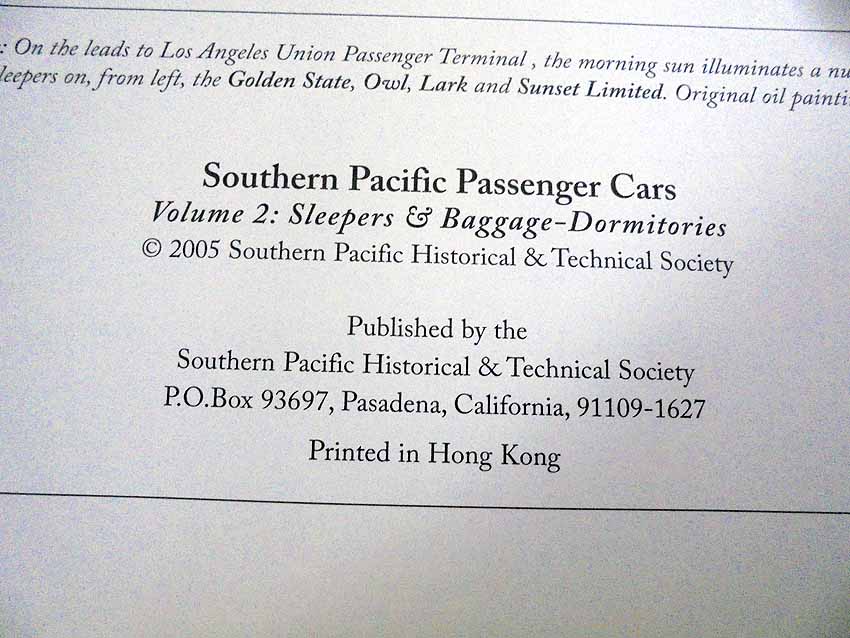 : On the leads to Los Angeles Union Passenger Terminal , the morning sun illuminates a nu
leepers on, from left, the Golden State, Owl, Lark and Sunset Limited. Original oil painti
Southern Pacific Passenger Cars
Volume 2: Sleepers & Baggage-Dormitories
© 2005 Southern Pacific Historical & Technical Society
Published by the
Southern Pacific Historical & Technical Society
P.O.Box 93697, Pasadena, California, 91109-1627
Printed in Hong Kong